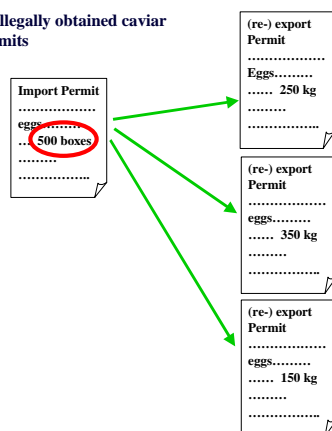 llegally obtained caviar
mits
Import Permit
………………
eggs………
… 500 boxes
………
……………..
(re-) export
Permit
………………
Eggs………
…… 250 kg
………
……………..
(re-) export
Permit
………………
eggs………
…… 350 kg
………
……………..
(re-) export
Permit
………………
eggs………
…… 150 kg
………
……………..